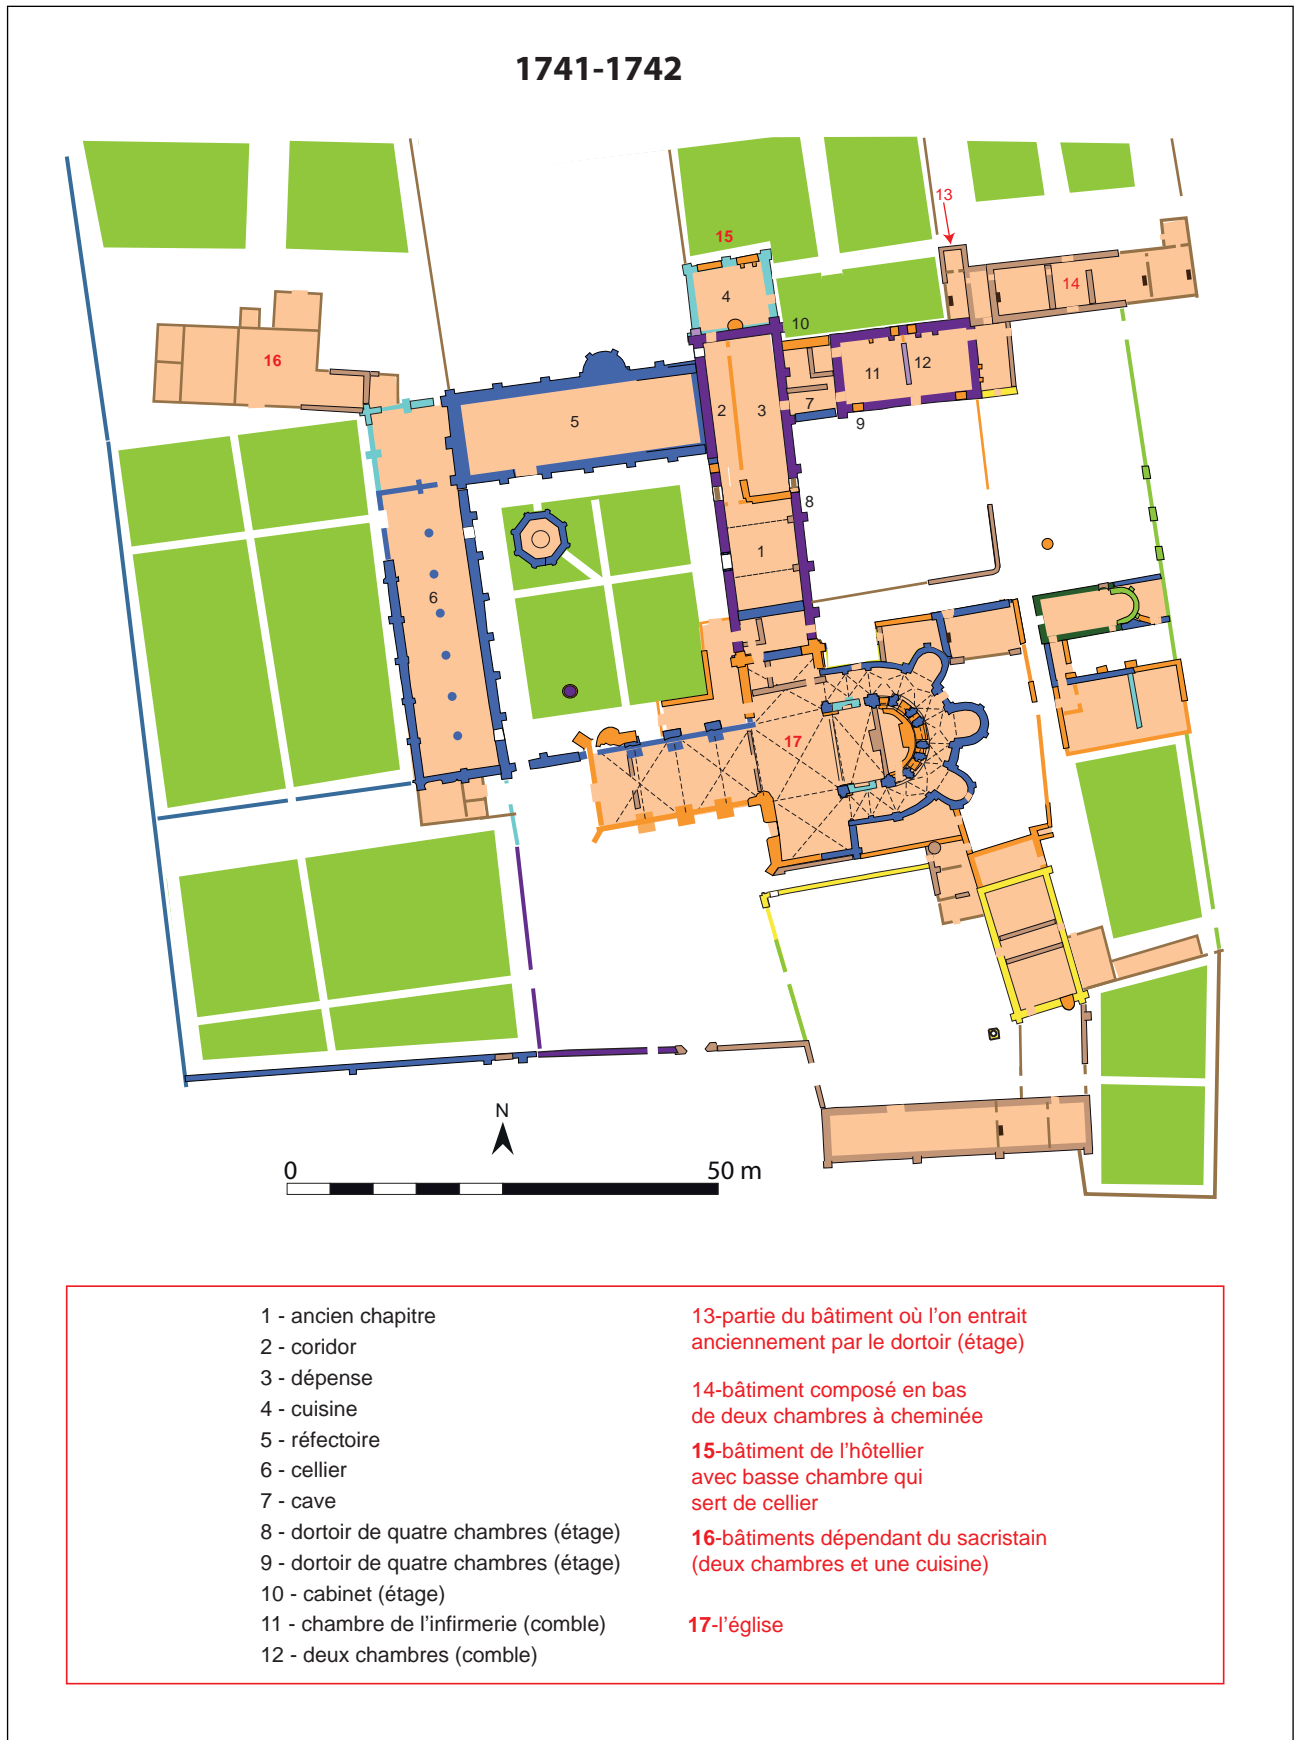 1741-1742
13
15
14
4
10
16
12
11
2
3
7
5
9
8
1
6
17
N
0
50 m
1 - ancien chapitre
2 - coridor
3 - dépense
4 - cuisine
5 - réfectoire
6 - cellier
7 - cave
8 - dortoir de quatre chambres (étage)
9 - dortoir de quatre chambres (étage)
10 - cabinet (étage)
11 - chambre de l’infirmerie (comble)
12 - deux chambres (comble)
13-partie du bâtiment où l’on entrait
anciennement par le dortoir (étage)
14-bâtiment composé en bas
de deux chambres à cheminée
15-bâtiment de l’hôtellier
avec basse chambre qui
sert de cellier
16-bâtiments dépendant du sacristain
(deux chambres et une cuisine)
17-l’église